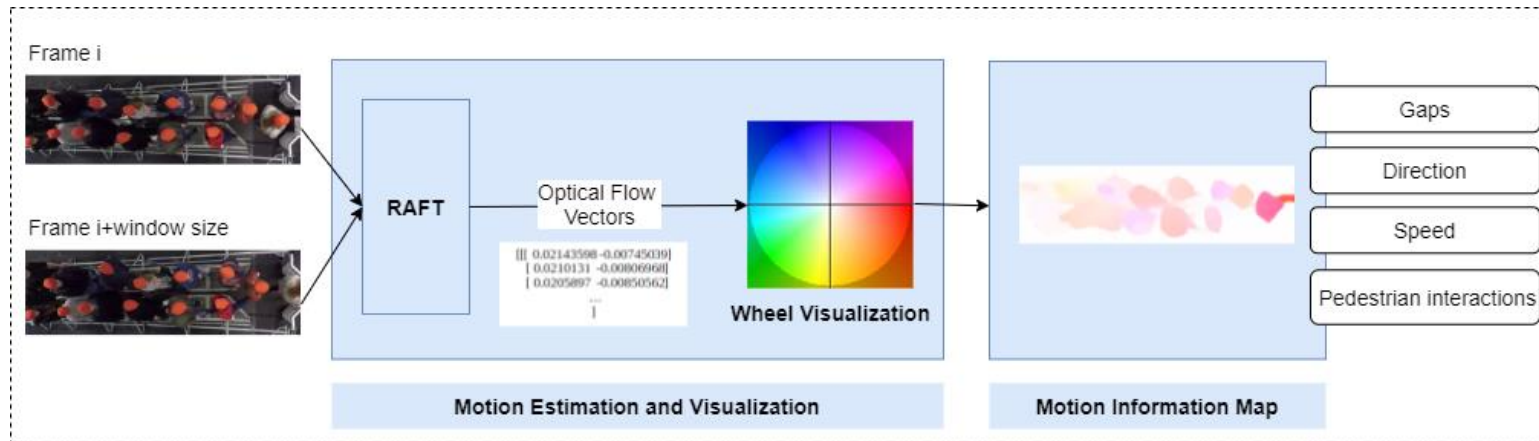 Frame i
Frame i+window size
RAFT
Optical Flow
Vectors
[[[ 0.02143598 -0.00745039]
[ 0.0210131 -0.00806968]
[ 0.0205897 -0.00850562]
...
]
Wheel Visualization
Motion Estimation and Visualization
Gaps
Direction
Speed
Pedestrian interactions
Motion Information Map